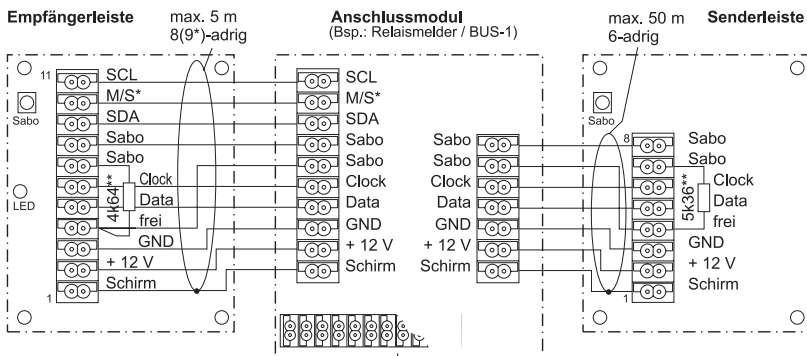 Empfängerleiste
max. 5 m
8(9*)-adrig
Anschlussmodul
(Bsp.: Relaismelder / BUS-1)
max. 50 m
6-adrig
Senderleiste
11
SCL
M/S*
SDA
Sabo
Sabo
Clock
Data
frei
GND
+ 12 V
Schirm
1
Sabo
LED
4k64**
SCL
M/S*
SDA
Sabo
Sabo
Clock
Data
GND
+ 12 V
Schirm
Sabo
Sabo
Clock
Data
GND
+ 12 V
Schirm
Sabo
8
Sabo
Sabo
Clock
Data
frei
GND
+ 12 V
Schirm
1
5k36**